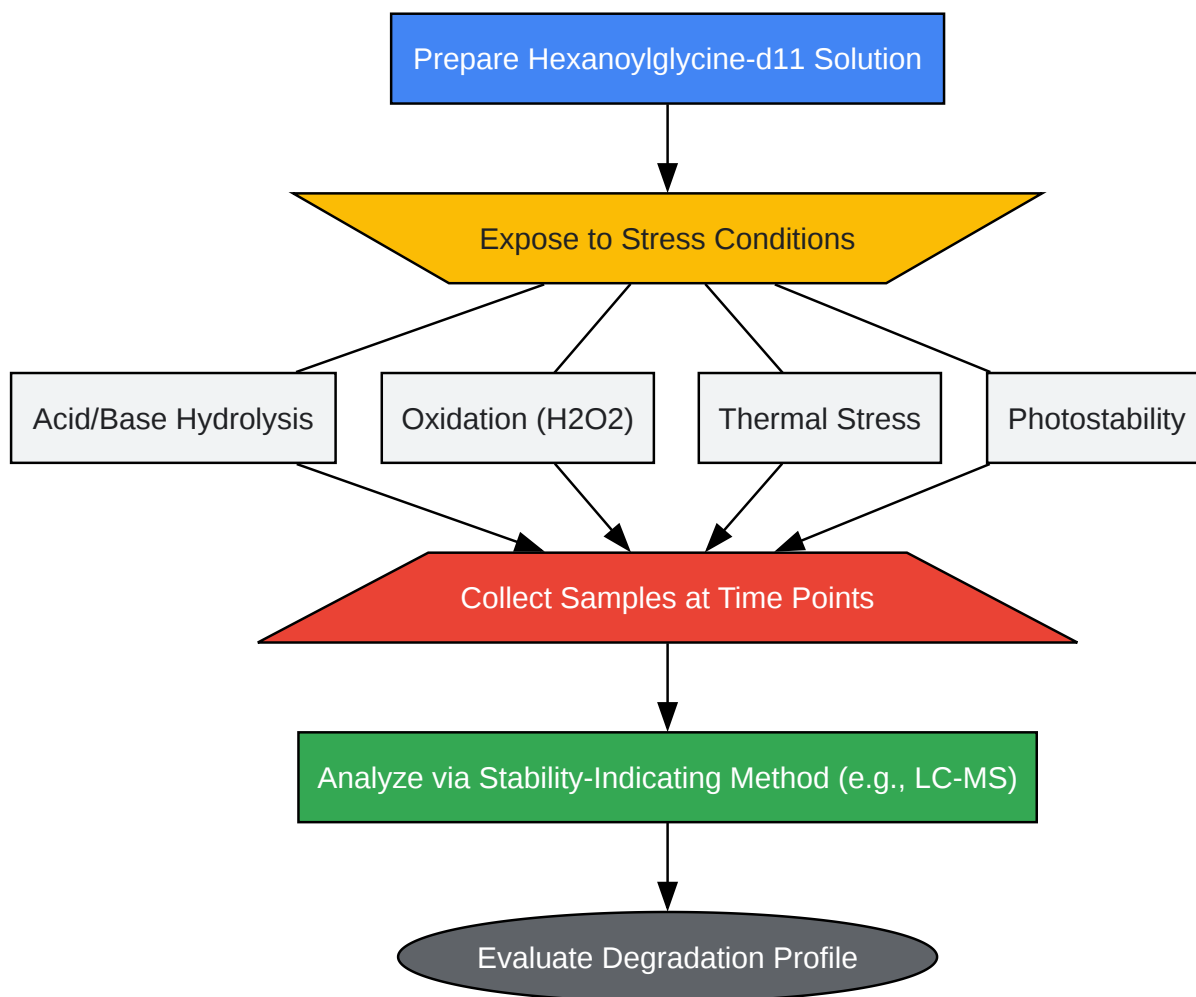 Prepare Hexanoylglycine-d11 Solution
Expose to Stress Conditions
Acid/Base Hydrolysis
Oxidation (H2O2)
Thermal Stress
Photostability
Collect Samples at Time Points
Analyze via Stability-Indicating Method (e.g., LC-MS)
Evaluate Degradation Profile